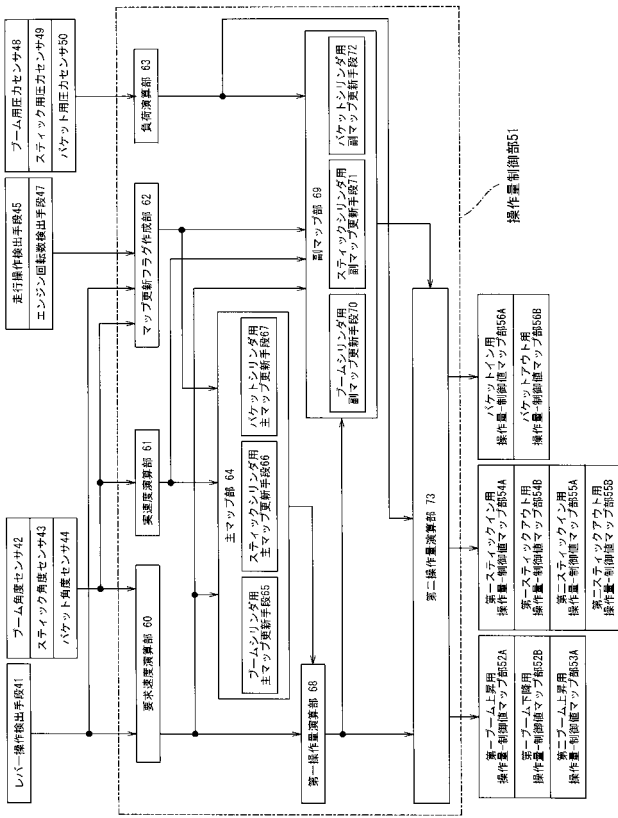 レバー操作検出手段41
ブーム角度センサ42
スティック角度センサ43
バケット角度センサ44
走行操作検出手段45
エンジン回転数検出手段47
ブーム用圧力センサ48
スティック用圧力センサ49
バケット用圧力センサ50
要求速度演算部 60
実速度演算部 61
マップ更新フラグ作成部 62
負荷演算部 63
主マップ部 64
ブームシリンダ用
主マップ更新手段65
スティックシリンダ用
主マップ更新手段66
バケットシリンダ用
主マップ更新手段67
第一操作量演算部 68
副マップ部 69
ブームシリンダ用
副マップ更新手段70
スティックシリンダ用
副マップ更新手段71
バケットシリンダ用
副マップ更新手段72
第二操作量演算部 73
操作量制御部51
第一ブーム上昇用
操作量-制御値マップ部52A
第一ブーム下降用
操作量-制御値マップ部52B
第二ブーム上昇用
操作量-制御値マップ部53A
第一スティックイン用
操作量-制御値マップ部54A
第一スティックアウト用
操作量-制御値マップ部54B
第二スティックイン用
操作量-制御値マップ部55A
第二スティックアウト用
操作量-制御値マップ部55B
バケットイン用
操作量-制御値マップ部56A
バケットアウト用
操作量-制御値マップ部56B